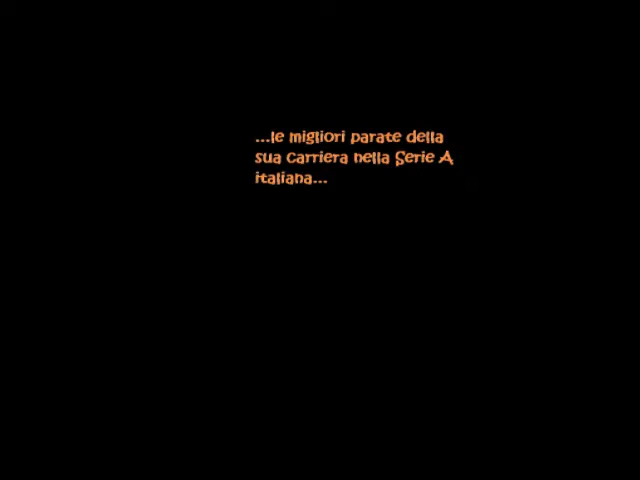 ...le migliori parate della
sua carriera nella Serie A
italiana...